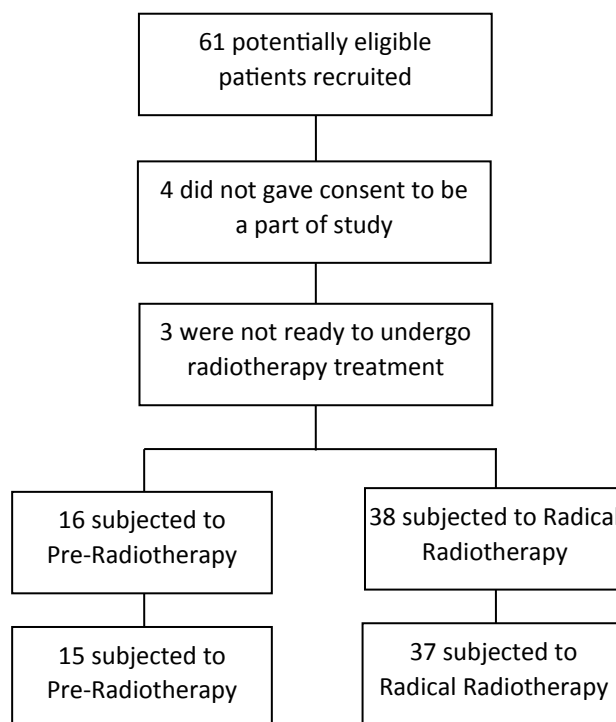 61 potentially eligible
patients recruited
4 did not gave consent to be
a part of study
3 were not ready to undergo
radiotherapy treatment
16 subjected to
Pre-Radiotherapy
38 subjected to Radical
Radiotherapy
15 subjected to
Pre-Radiotherapy
37 subjected to
Radical Radiotherapy